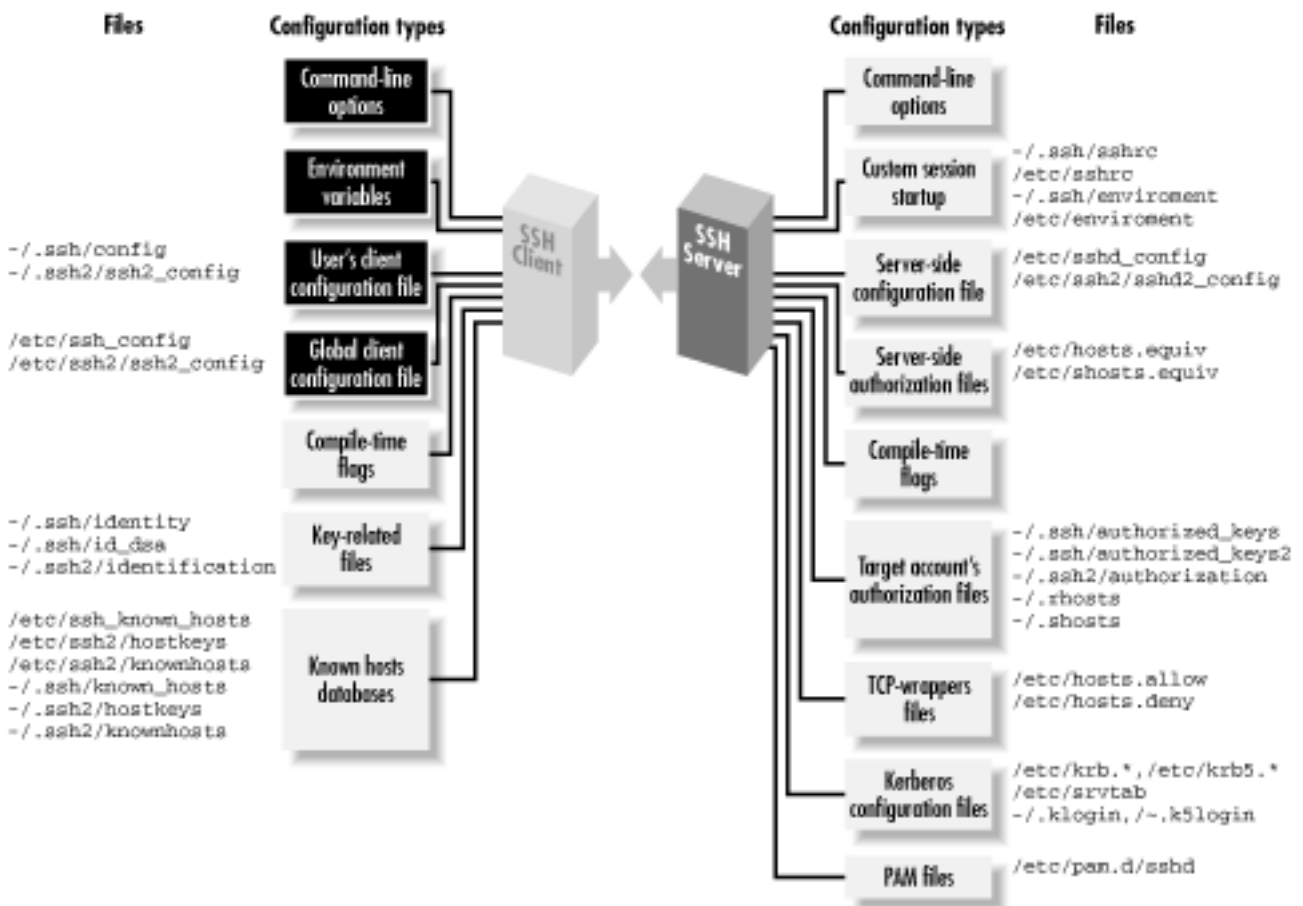 Files
Configuration types
Command-line
options
Environment
variables
-/.ssh/config
-/.ssh2/ssh2_config
User's client
configuration file
/etc/ssh_config
/etc/ssh2/ssh2_config
Global client
configuration file
Compile-time
flags
-/.ssh/identity
-/.ssh/id_dsa
-/.ssh2/identification
Key-related
files
/etc/ssh_known_hosts
/etc/ssh2/hostkeys
/etc/ssh2/knownhosts
-/.ssh/known_hosts
-/.ssh2/hostkeys
-/.ssh2/knownhosts
Known hosts
databases
SSH
Client
SSH
Server
Configuration types
Files
Command-line
options
Custom session
startup
-/.ssh/sshrc
/etc/sshrc
-/.ssh/enviroment
/etc/enviroment
Server-side
configuration file
/etc/sshd_config
/etc/ssh2/sshd2_config
Server-side
authorization files
/etc/hosts.equiv
/etc/shosts.equiv
Compile-time
flags
Target account's
authorization files
-/.ssh/authorized_keys
-/.ssh/authorized_keys2
-/.ssh2/authorization
-/.rhosts
-/.shosts
TCP-wrappers
files
/etc/hosts.allow
/etc/hosts.deny
Kerberos
configuration files
/etc/krb.*,/etc/krb5.*
/etc/srvtab
-/.klogin,/~.k5login
PAM files
/etc/pam.d/sshd